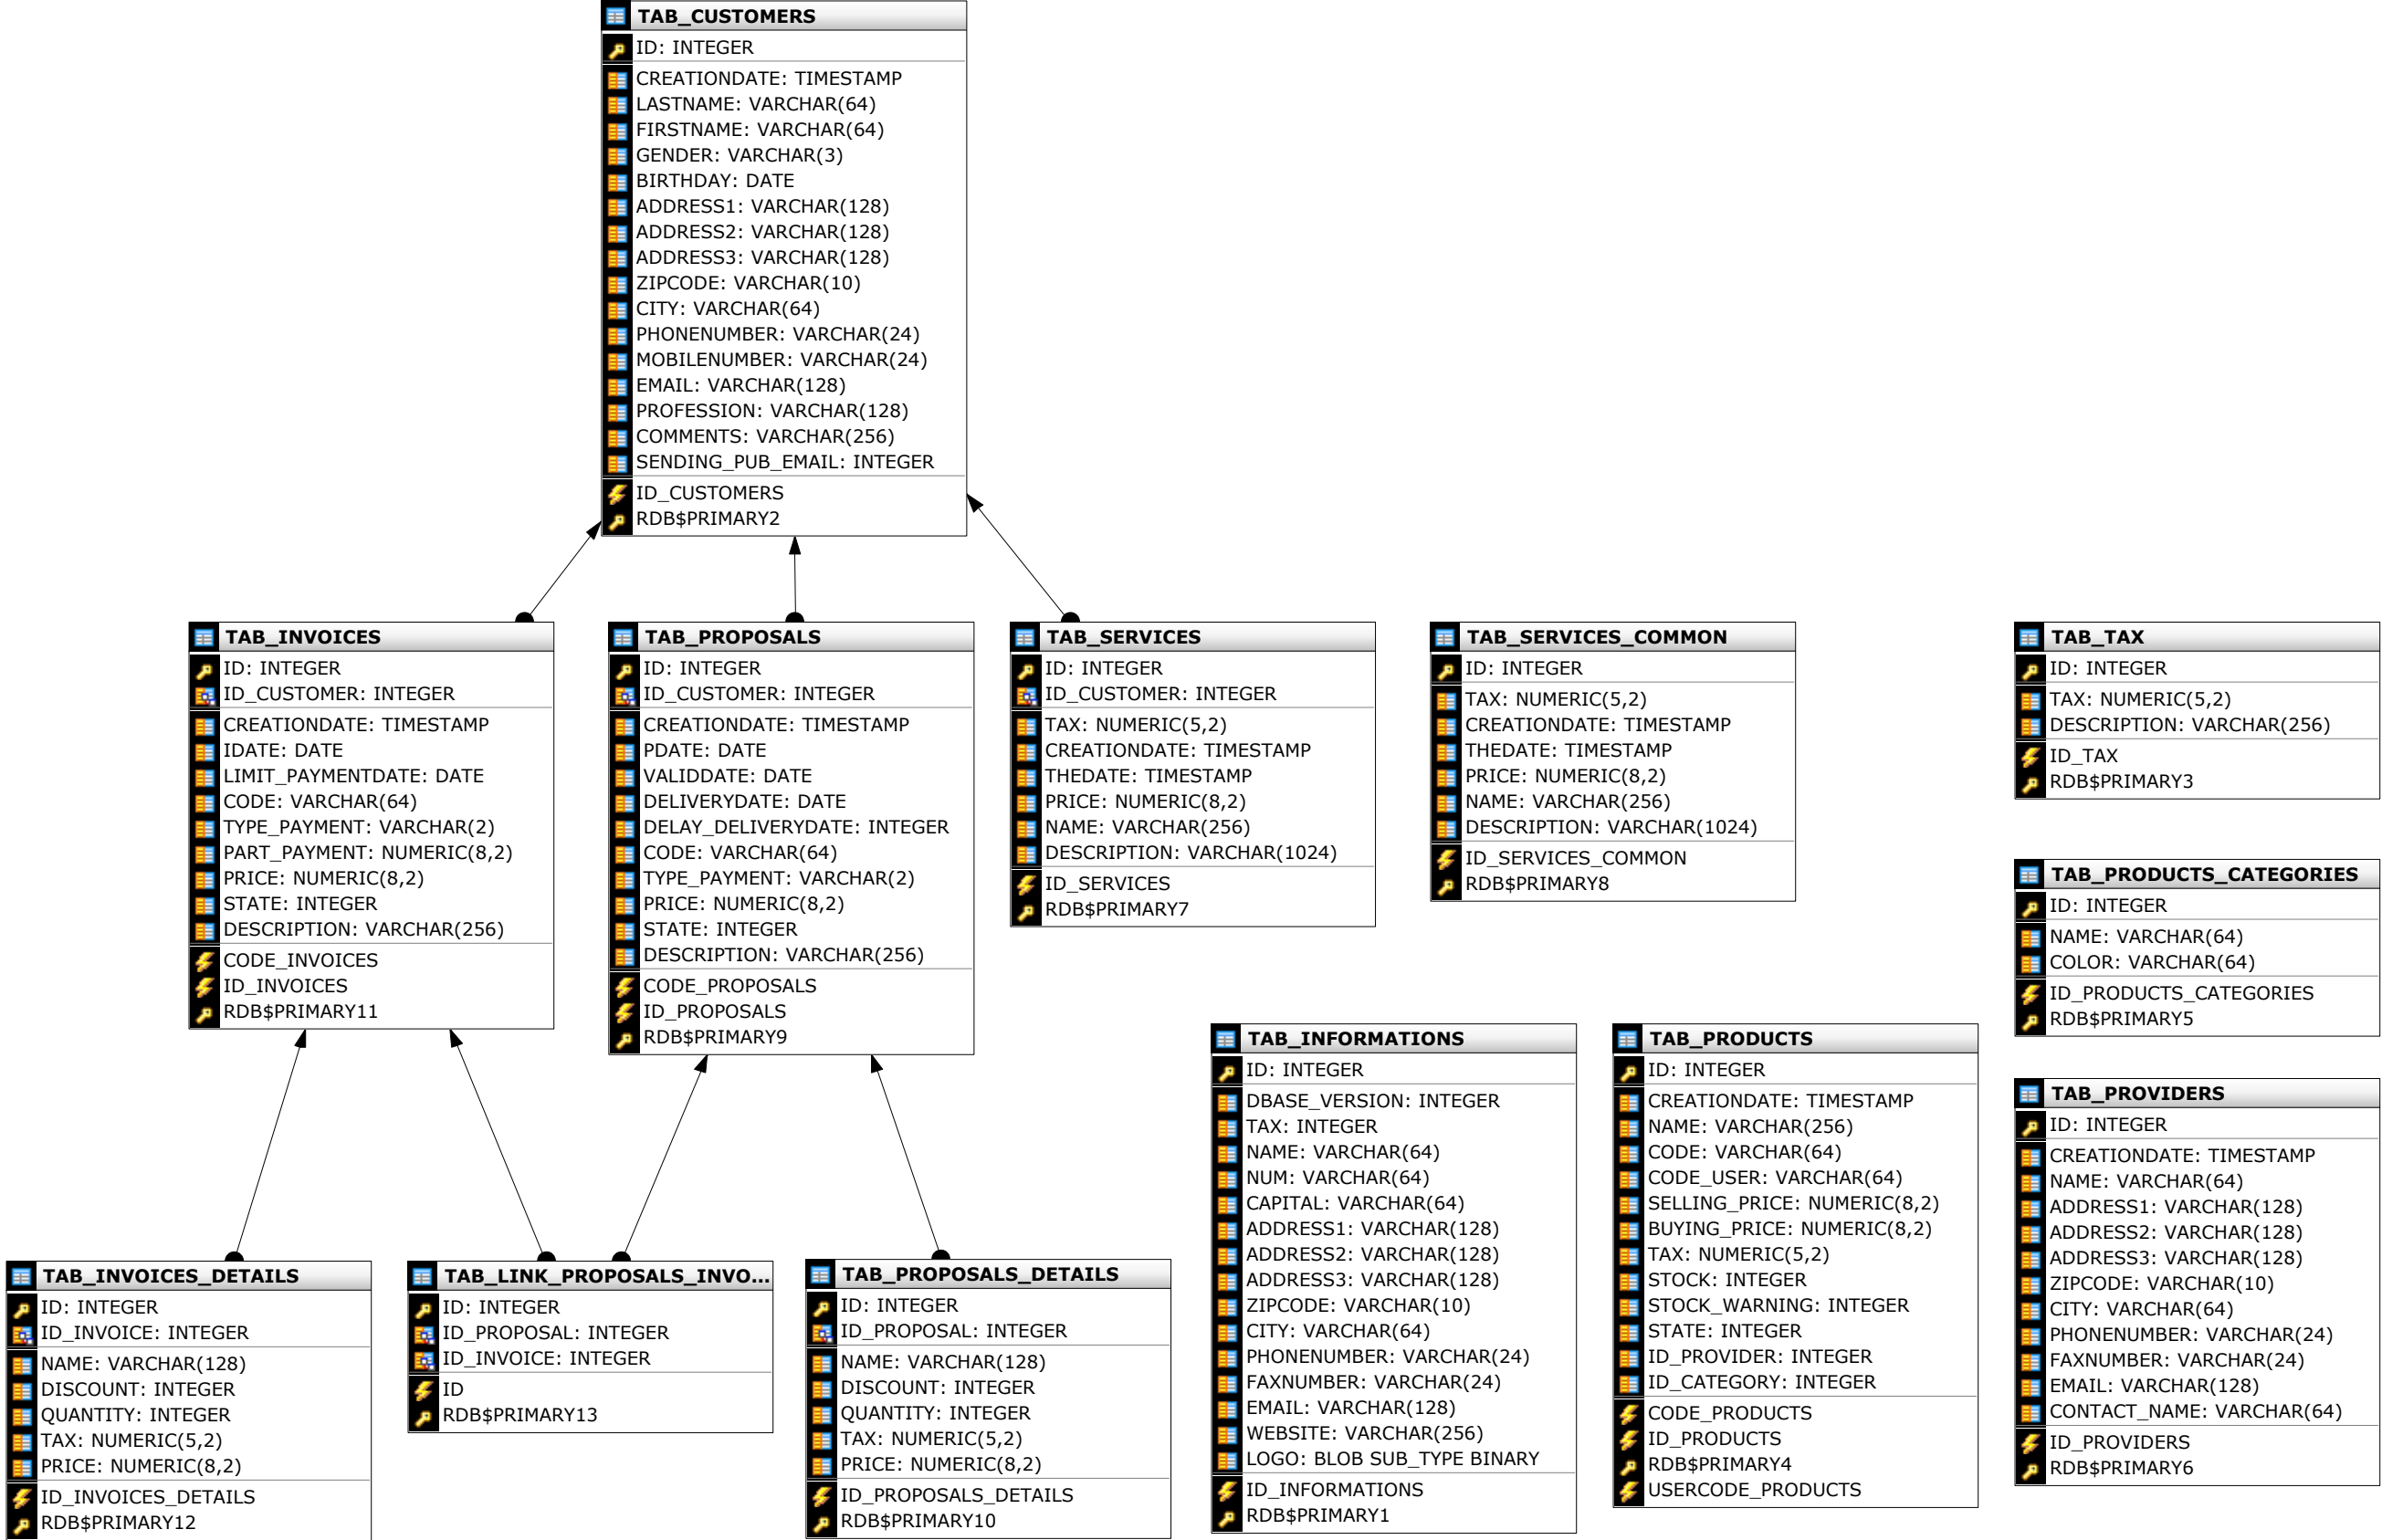 TAB_CUSTOMERS
ID: INTEGER
CREATIONDATE: TIMESTAMP
LASTNAME: VARCHAR(64)
FIRSTNAME: VARCHAR(64)
GENDER: VARCHAR(3)
BIRTHDAY: DATE
ADDRESS1: VARCHAR(128)
ADDRESS2: VARCHAR(128)
ADDRESS3: VARCHAR(128)
ZIPCODE: VARCHAR(10)
CITY: VARCHAR(64)
PHONENUMBER: VARCHAR(24)
MOBILENUMBER: VARCHAR(24)
EMAIL: VARCHAR(128)
PROFESSION: VARCHAR(128)
COMMENTS: VARCHAR(256)
SENDING_PUB_EMAIL: INTEGER
ID_CUSTOMERS
RDB$PRIMARY2
TAB_INVOICES
ID: INTEGER
ID_CUSTOMER: INTEGER
CREATIONDATE: TIMESTAMP
IDATE: DATE
LIMIT_PAYMENTDATE: DATE
CODE: VARCHAR(64)
TYPE_PAYMENT: VARCHAR(2)
PART_PAYMENT: NUMERIC(8,2)
PRICE: NUMERIC(8,2)
STATE: INTEGER
DESCRIPTION: VARCHAR(256)
CODE_INVOICES
ID_INVOICES
RDB$PRIMARY11
TAB_PROPOSALS
ID: INTEGER
ID_CUSTOMER: INTEGER
CREATIONDATE: TIMESTAMP
PDATE: DATE
VALIDDATE: DATE
DELIVERYDATE: DATE
DELAY_DELIVERYDATE: INTEGER
CODE: VARCHAR(64)
TYPE_PAYMENT: VARCHAR(2)
PRICE: NUMERIC(8,2)
STATE: INTEGER
DESCRIPTION: VARCHAR(256)
CODE_PROPOSALS
ID_PROPOSALS
RDB$PRIMARY9
TAB_SERVICES
ID: INTEGER
ID_CUSTOMER: INTEGER
TAX: NUMERIC(5,2)
CREATIONDATE: TIMESTAMP
THEDATE: TIMESTAMP
PRICE: NUMERIC(8,2)
NAME: VARCHAR(256)
DESCRIPTION: VARCHAR(1024)
ID_SERVICES
RDB$PRIMARY7
TAB_SERVICES_COMMON
ID: INTEGER
TAX: NUMERIC(5,2)
CREATIONDATE: TIMESTAMP
THEDATE: TIMESTAMP
PRICE: NUMERIC(8,2)
NAME: VARCHAR(256)
DESCRIPTION: VARCHAR(1024)
ID_SERVICES_COMMON
RDB$PRIMARY8
TAB_TAX
ID: INTEGER
TAX: NUMERIC(5,2)
DESCRIPTION: VARCHAR(256)
ID_TAX
RDB$PRIMARY3
TAB_PRODUCTS_CATEGORIES
ID: INTEGER
NAME: VARCHAR(64)
COLOR: VARCHAR(64)
ID_PRODUCTS_CATEGORIES
RDB$PRIMARY5
TAB_INVOICES_DETAILS
ID: INTEGER
ID_INVOICE: INTEGER
NAME: VARCHAR(128)
DISCOUNT: INTEGER
QUANTITY: INTEGER
TAX: NUMERIC(5,2)
PRICE: NUMERIC(8,2)
ID_INVOICES_DETAILS
RDB$PRIMARY12
TAB_LINK_PROPOSALS_INVO...
ID: INTEGER
ID_PROPOSAL: INTEGER
ID_INVOICE: INTEGER
ID
RDB$PRIMARY13
TAB_PROPOSALS_DETAILS
ID: INTEGER
ID_PROPOSAL: INTEGER
NAME: VARCHAR(128)
DISCOUNT: INTEGER
QUANTITY: INTEGER
TAX: NUMERIC(5,2)
PRICE: NUMERIC(8,2)
ID_PROPOSALS_DETAILS
RDB$PRIMARY10
TAB_INFORMATIONS
ID: INTEGER
DBASE_VERSION: INTEGER
TAX: INTEGER
NAME: VARCHAR(64)
NUM: VARCHAR(64)
CAPITAL: VARCHAR(64)
ADDRESS1: VARCHAR(128)
ADDRESS2: VARCHAR(128)
ADDRESS3: VARCHAR(128)
ZIPCODE: VARCHAR(10)
CITY: VARCHAR(64)
PHONENUMBER: VARCHAR(24)
FAXNUMBER: VARCHAR(24)
EMAIL: VARCHAR(128)
WEBSITE: VARCHAR(256)
LOGO: BLOB SUB_TYPE BINARY
ID_INFORMATIONS
RDB$PRIMARY1
TAB_PRODUCTS
ID: INTEGER
CREATIONDATE: TIMESTAMP
NAME: VARCHAR(256)
CODE: VARCHAR(64)
CODE_USER: VARCHAR(64)
SELLING_PRICE: NUMERIC(8,2)
BUYING_PRICE: NUMERIC(8,2)
TAX: NUMERIC(5,2)
STOCK: INTEGER
STOCK_WARNING: INTEGER
STATE: INTEGER
ID_PROVIDER: INTEGER
ID_CATEGORY: INTEGER
CODE_PRODUCTS
ID_PRODUCTS
RDB$PRIMARY4
USERCODE_PRODUCTS
TAB_PROVIDERS
ID: INTEGER
CREATIONDATE: TIMESTAMP
NAME: VARCHAR(64)
ADDRESS1: VARCHAR(128)
ADDRESS2: VARCHAR(128)
ADDRESS3: VARCHAR(128)
ZIPCODE: VARCHAR(10)
CITY: VARCHAR(64)
PHONENUMBER: VARCHAR(24)
FAXNUMBER: VARCHAR(24)
EMAIL: VARCHAR(128)
CONTACT_NAME: VARCHAR(64)
ID_PROVIDERS
RDB$PRIMARY6